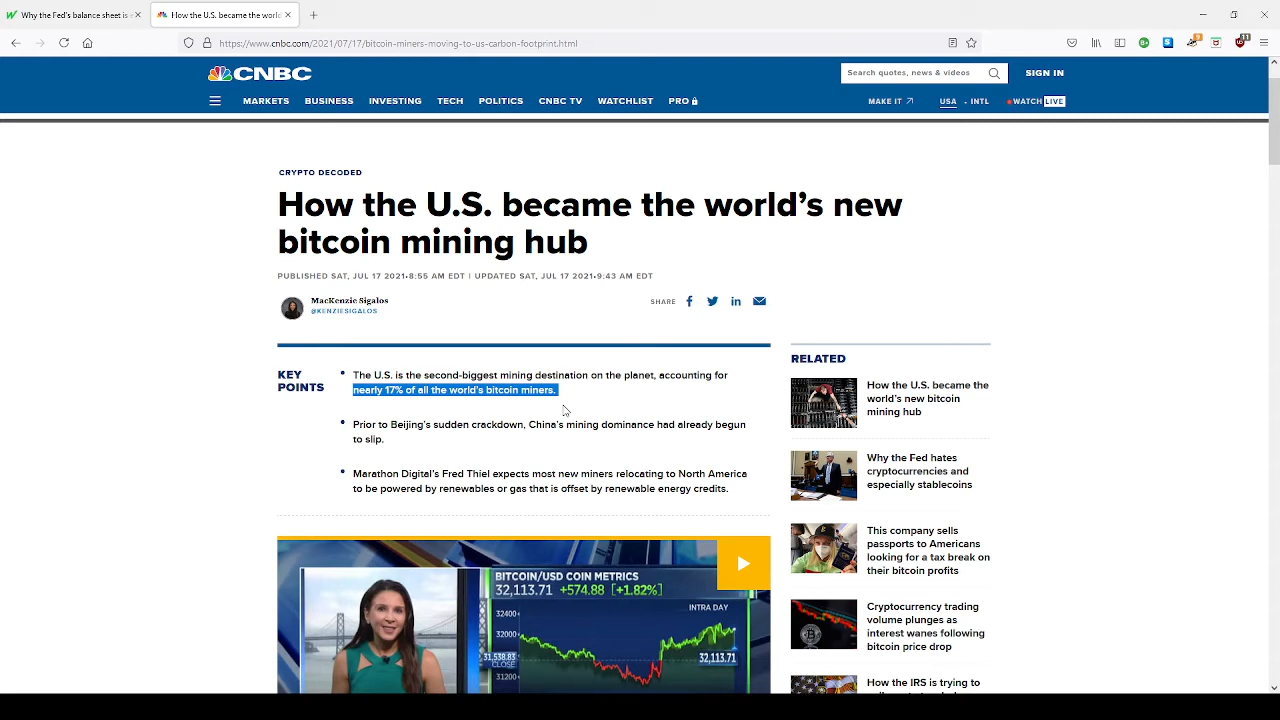 Why the Fed's balance sheet is
How the U.S. became the world
https://www.cnbc.com/2021/07/17/bitcoin-miners-moving-to-us-carbon-footprint.html
9
11
CNBC
Search quotes, news & videos
SIGN IN
MARKETS
BUSINESS
INVESTING
TECH
POLITICS
CNBC TV
WATCHLIST
PRO
MAKE IT
USA
INTL
WATCH LIVE
CRYPTO DECODED
How the U.S. became the world's new
bitcoin mining hub
PUBLISHED SAT, JUL 17 2021•8:55 AM EDT | UPDATED SAT, JUL 17 2021•9:43 AM EDT
MacKenzie Sigalos
@KENZIESIGALOS
SHARE
KEY
POINTS
• The U.S. is the second-biggest mining destination on the planet, accounting for
nearly 17% of all the world's bitcoin miners.
• Prior to Beijing's sudden crackdown, China's mining dominance had already begun
to slip.
• Marathon Digital's Fred Thiel expects most new miners relocating to North America
to be powered by renewables or gas that is offset by renewable energy credits.
BITCOIN/USD COIN METRICS
32,113.71 +574.88 [+1.82%]
INTRA DAY
32400
32000
31,538.83
CLOSE
31200
32,113.71
RELATED
How the U.S. became the
world's new bitcoin
mining hub
Why the Fed hates
cryptocurrencies and
especially stablecoins
This company sells
passports to Americans
looking for a tax break on
their bitcoin profits
Cryptocurrency trading
volume plunges as
interest wanes following
bitcoin price drop
How the IRS is trying to